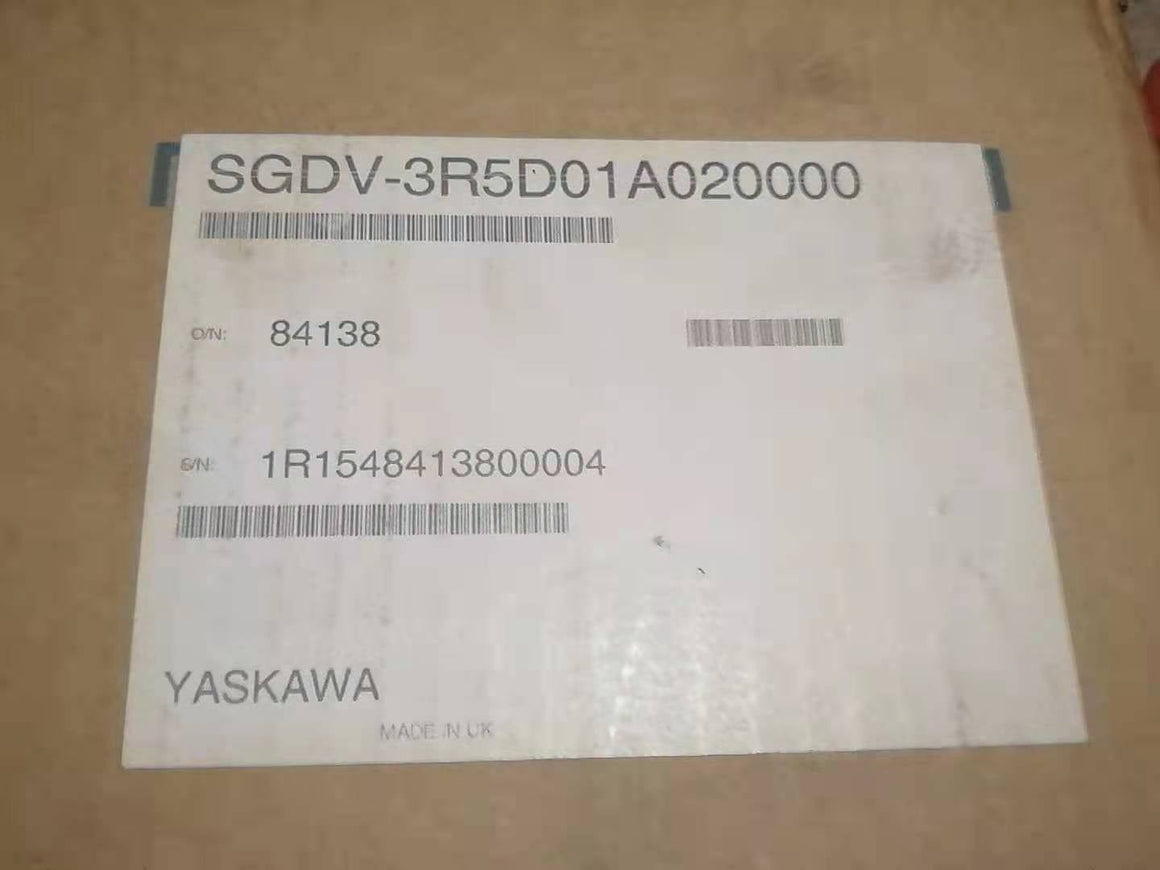 SGDV-3R5D01A020000
O/N: 84138
S/N: 1R1548413800004
YASKAWA
MADE IN UK